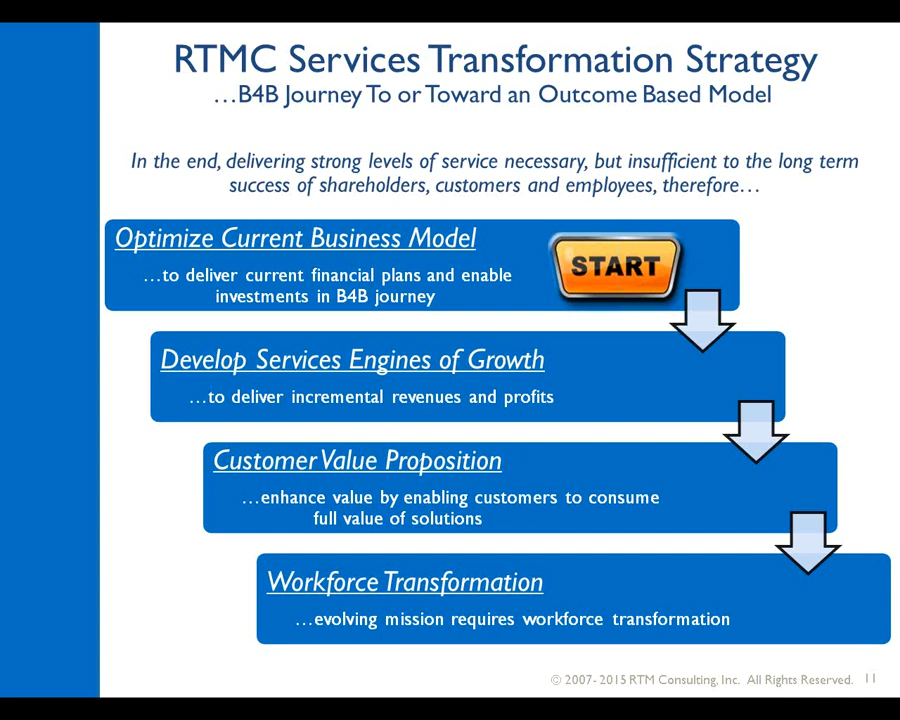 RTMC Services Transformation Strategy
…B4B Journey To or Toward an Outcome Based Model
In the end, delivering strong levels of service necessary, but insufficient to the long term
success of shareholders, customers and employees, therefore…
Optimize Current Business Model
…to deliver current financial plans and enable
investments in B4B journey
START
Develop Services Engines of Growth
…to deliver incremental revenues and profits
Customer Value Proposition
…enhance value by enabling customers to consume
full value of solutions
Workforce Transformation
…evolving mission requires workforce transformation
© 2007- 2015 RTM Consulting, Inc. All Rights Reserved. 11